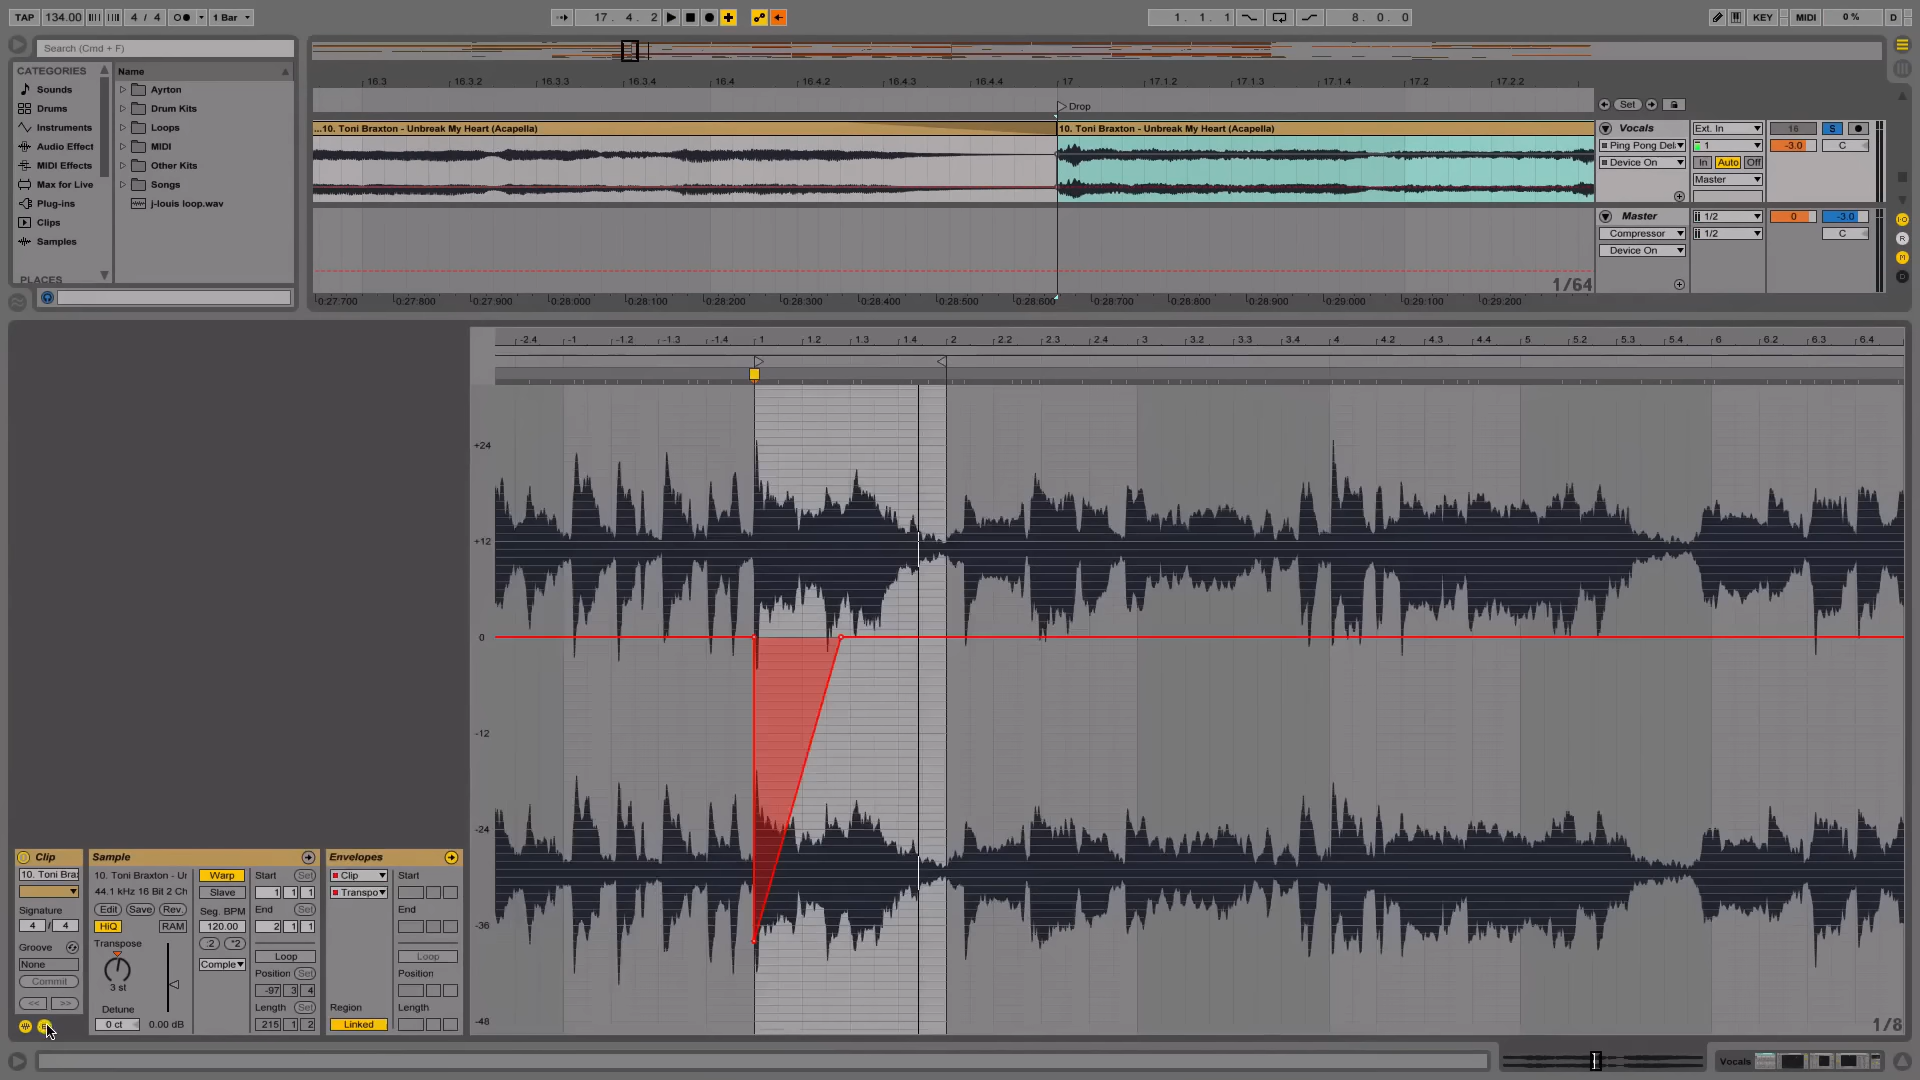 TAP 134.00 4 / 4 1 Bar 17. 4. 2 1. 1. 1 8. 0. 0 KEY MIDI 0 % D
Search (Cmd + F)
CATEGORIES
Sounds
Drums
Instruments
Audio Effect
MIDI Effects
Max for Live
Plug-ins
Clips
Samples
PLACES
Name
Ayrton
Drum Kits
Loops
MIDI
Other Kits
Songs
j-louis loop.wav
16.3 16.3.2 16.3.3 16.3.4 16.4 16.4.2 16.4.3 16.4.4 17 17.1.2 17.1.3 17.1.4 17.2 17.2.2
Drop
Set
...10. Toni Braxton - Unbreak My Heart (Acapella)
10. Toni Braxton - Unbreak My Heart (Acapella)
Vocals Ext. In 16 S
Ping Pong Del 1 -3.0 C
Device On In Auto Off
Master
Master 1/2 0 -3.0
Compressor 1/2 C
Device On
1/64
0:27.700 0:27.800 0:27.900 0:28.000 0:28.100 0:28.200 0:28.300 0:28.400 0:28.500 0:28.600 0:28.700 0:28.800 0:28.900 0:29.000 0:29.100 0:29.200
R
M
D
-2.4 -1 -1.2 -1.3 -1.4 1 1.2 1.3 1.4 2 2.2 2.3 2.4 3 3.2 3.3 3.4 4 4.2 4.3 4.4 5 5.2 5.3 5.4 6 6.2 6.3 6.4
+24
+12
0
-12
-24
-36
-48
1/8
Clip
10. Toni Bra
Signature
4 / 4
Groove
None
Commit
<< >>
Sample
10. Toni Braxton - Ur
44.1 kHz 16 Bit 2 Ch
Edit Save Rev.
HiQ RAM
Transpose
3 st
Detune
0 ct 0.00 dB
Warp
Slave
Seg. BPM
120.00
:2 *2
Comple
Start Set
1 1 1
End Set
2 1 1
Loop
Position Set
-97 3 4
Length Set
215 1 2
Envelopes
Clip
Transpo
Region
Linked
Start
End
Loop
Position
Length
Vocals